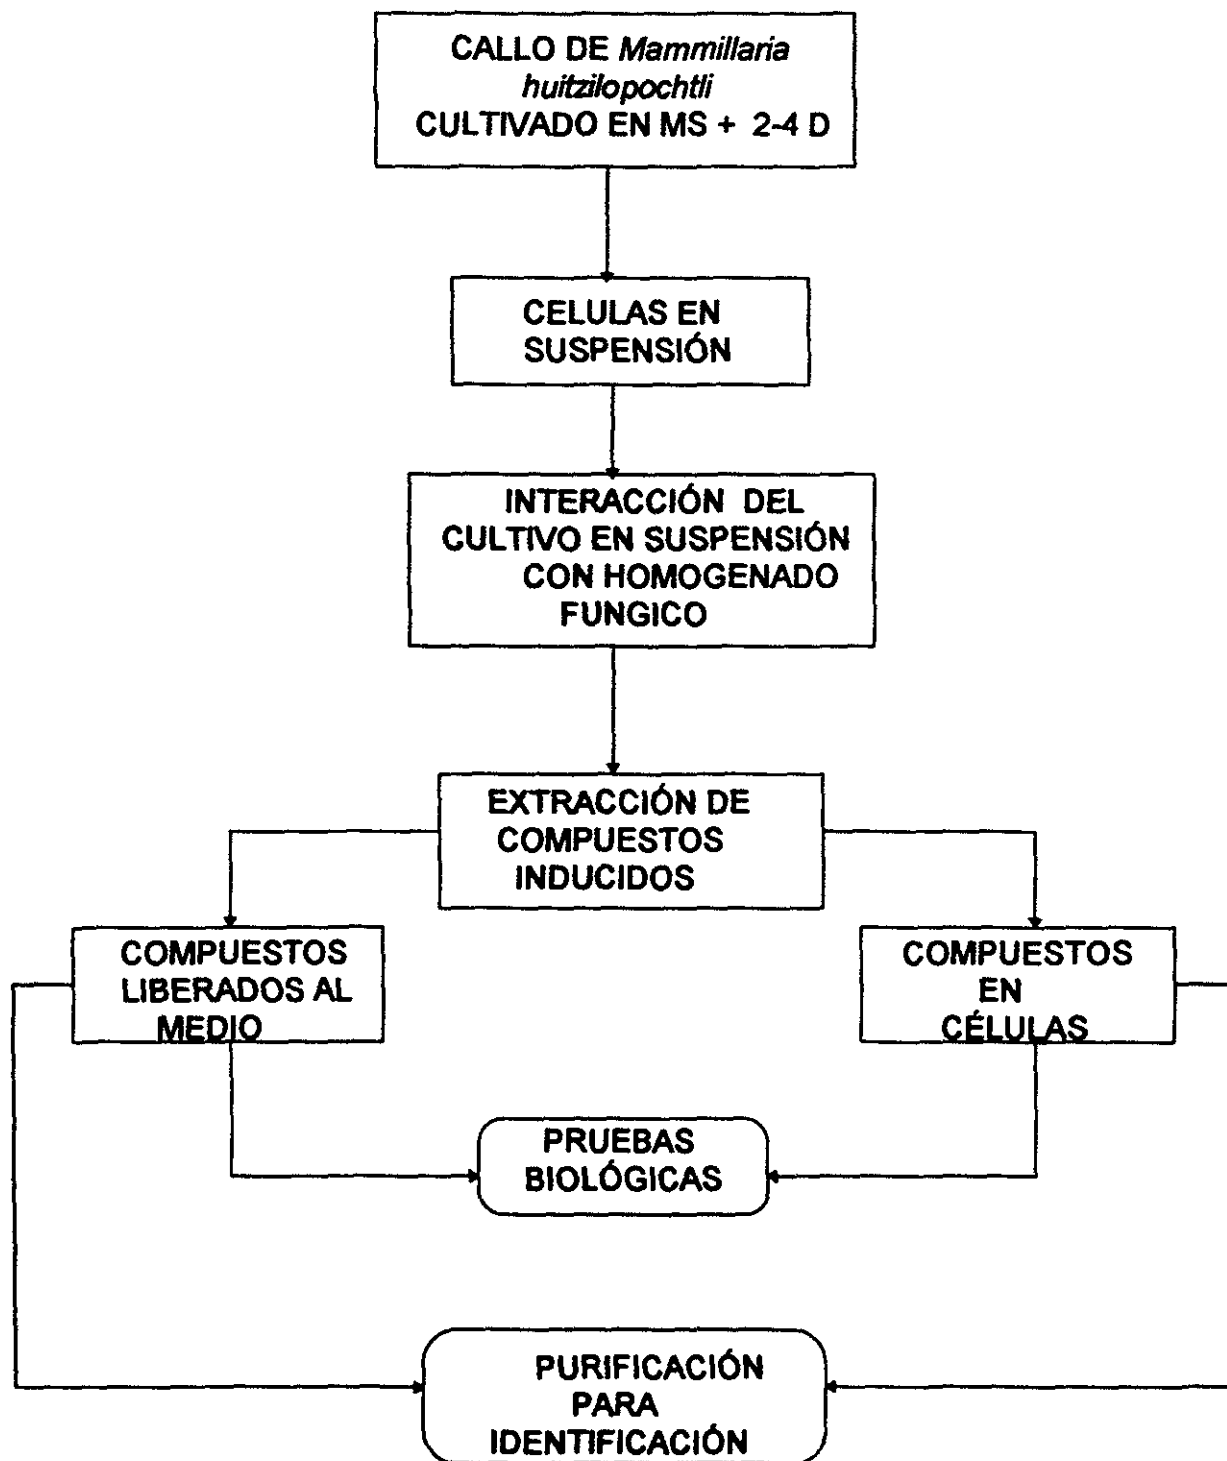 CALLO DE Mammillaria
huitzilopochtli
CULTIVADO EN MS + 2-4 D
CELULAS EN
SUSPENSIÓN
INTERACCIÓN DEL
CULTIVO EN SUSPENSIÓN
CON HOMOGENADO
FUNGICO
EXTRACCIÓN DE
COMPUESTOS
INDUCIDOS
COMPUESTOS
LIBERADOS AL
MEDIO
COMPUESTOS
EN
CÉLULAS
PRUEBAS
BIOLÓGICAS
PURIFICACIÓN
PARA
IDENTIFICACIÓN